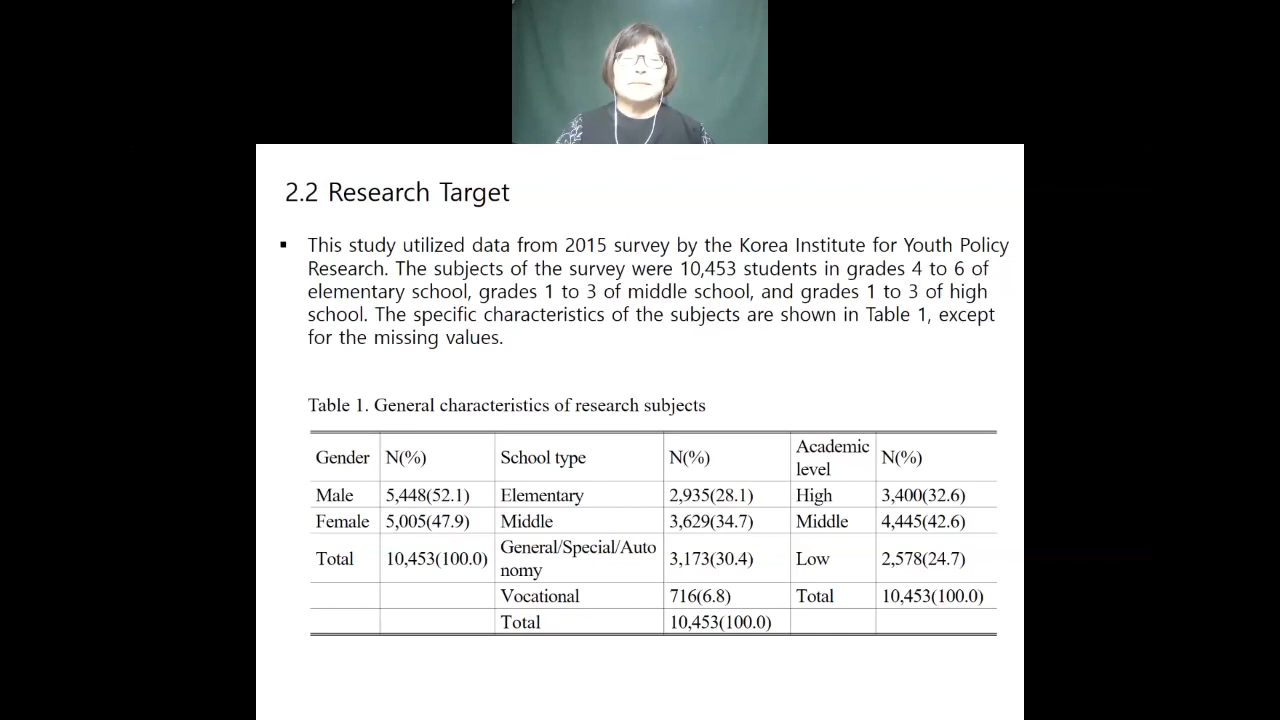 2.2 Research Target
▪ This study utilized data from 2015 survey by the Korea Institute for Youth Policy
Research. The subjects of the survey were 10,453 students in grades 4 to 6 of
elementary school, grades 1 to 3 of middle school, and grades 1 to 3 of high
school. The specific characteristics of the subjects are shown in Table 1, except
for the missing values.
Table 1. General characteristics of research subjects
Gender N(%) School type N(%) Academic level N(%)
Male 5,448(52.1) Elementary 2,935(28.1) High 3,400(32.6)
Female 5,005(47.9) Middle 3,629(34.7) Middle 4,445(42.6)
Total 10,453(100.0) General/Special/Auto nomy 3,173(30.4) Low 2,578(24.7)
Vocational 716(6.8) Total 10,453(100.0)
Total 10,453(100.0)